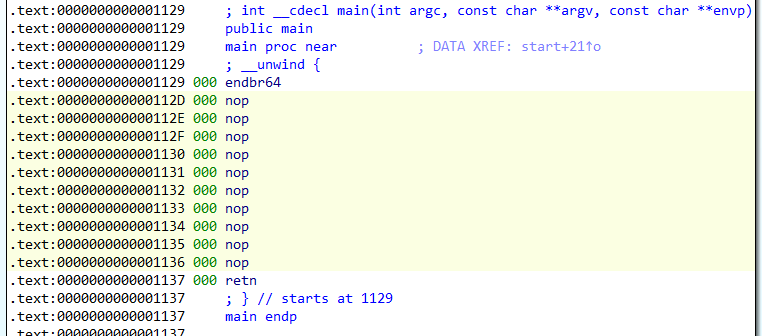 .text:0000000000001129 ; int __cdecl main(int argc, const char **argv, const char **envp)
.text:0000000000001129 public main
.text:0000000000001129 main proc near ; DATA XREF: start+21↑o
.text:0000000000001129 ; __unwind {
.text:0000000000001129 000 endbr64
.text:000000000000112D 000 nop
.text:000000000000112E 000 nop
.text:000000000000112F 000 nop
.text:0000000000001130 000 nop
.text:0000000000001131 000 nop
.text:0000000000001132 000 nop
.text:0000000000001133 000 nop
.text:0000000000001134 000 nop
.text:0000000000001135 000 nop
.text:0000000000001136 000 nop
.text:0000000000001137 000 retn
.text:0000000000001137 ; } // starts at 1129
.text:0000000000001137 main endp
.text:0000000000001137